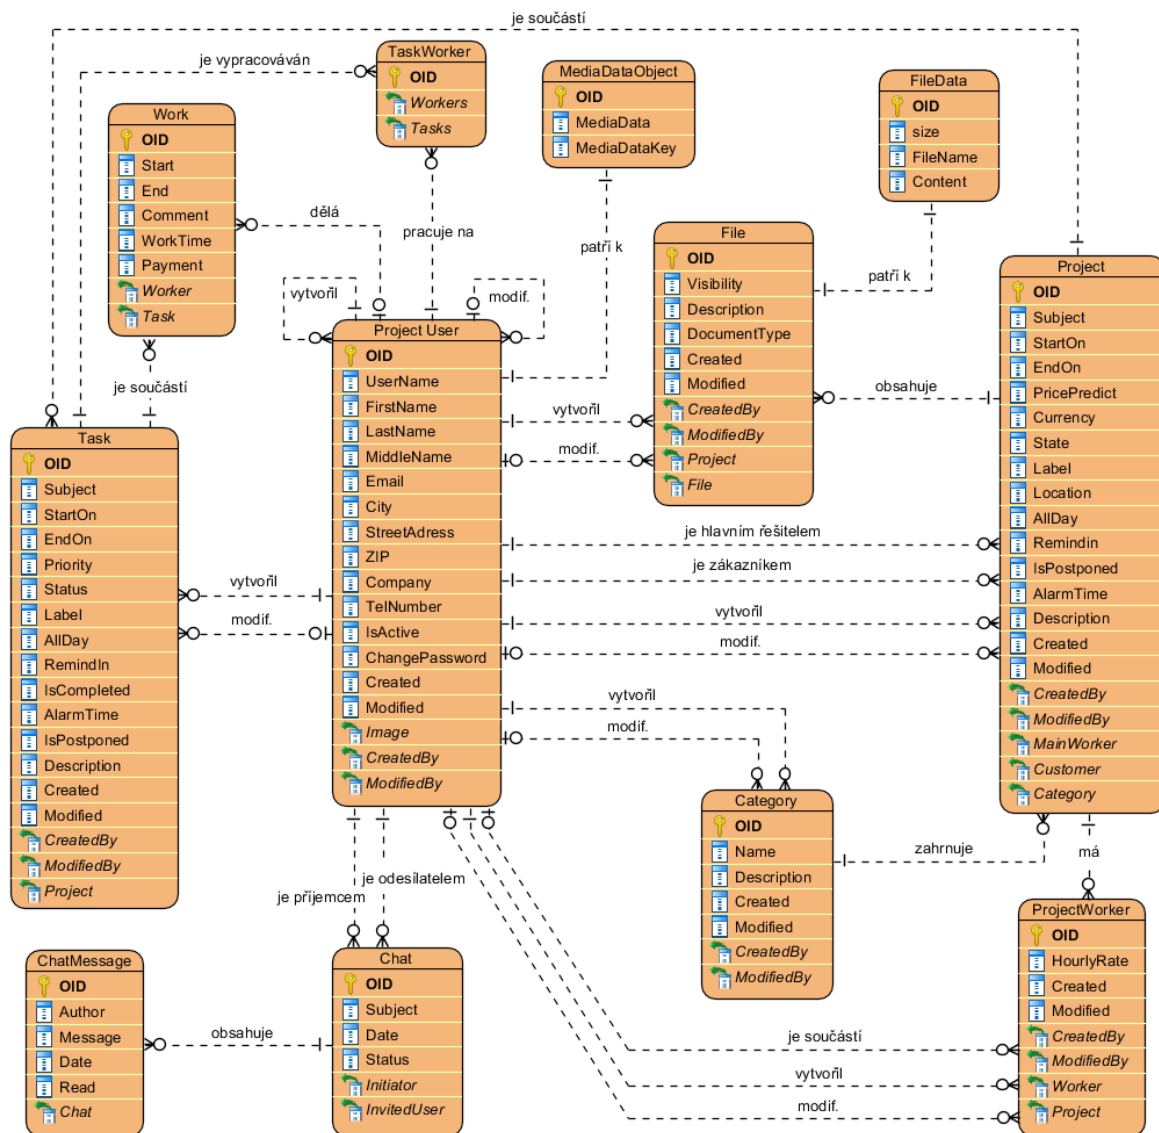 je součástí
TaskWorker
OID
Workers
Tasks
je vypracováván
MediaDataObject
OID
MediaData
MediaDataKey
FileData
OID
size
FileName
Content
Work
OID
Start
End
Comment
WorkTime
Payment
Worker
Task
dělá
pracuje na
patří k
patří k
File
OID
Visibility
Description
DocumentType
Created
Modified
CreatedBy
ModifiedBy
Project
File
obsahuje
Project
OID
Subject
StartOn
EndOn
PricePredict
Currency
State
Label
Location
AllDay
Remindin
IsPostponed
AlarmTime
Description
Created
Modified
CreatedBy
ModifiedBy
MainWorker
Customer
Category
vytvořil
modif.
Project User
OID
UserName
FirstName
LastName
MiddleName
Email
City
StreetAdress
ZIP
Company
TelNumber
IsActive
ChangePassword
Created
Modified
Image
CreatedBy
ModifiedBy
je součástí
Task
OID
Subject
StartOn
EndOn
Priority
Status
Label
AllDay
RemindIn
IsCompleted
AlarmTime
IsPostponed
Description
Created
Modified
CreatedBy
ModifiedBy
Project
vytvořil
modif.
vytvořil
modif.
je hlavním řešitelem
je zákazníkem
vytvořil
modif.
vytvořil
modif.
Category
OID
Name
Description
Created
Modified
CreatedBy
ModifiedBy
zahrnuje
má
je odesílatelem
je příjemcem
ProjectWorker
OID
HourlyRate
Created
Modified
CreatedBy
ModifiedBy
Worker
Project
ChatMessage
OID
Author
Message
Date
Read
Chat
obsahuje
Chat
OID
Subject
Date
Status
Initiator
InvitedUser
je součástí
vytvořil
modif.